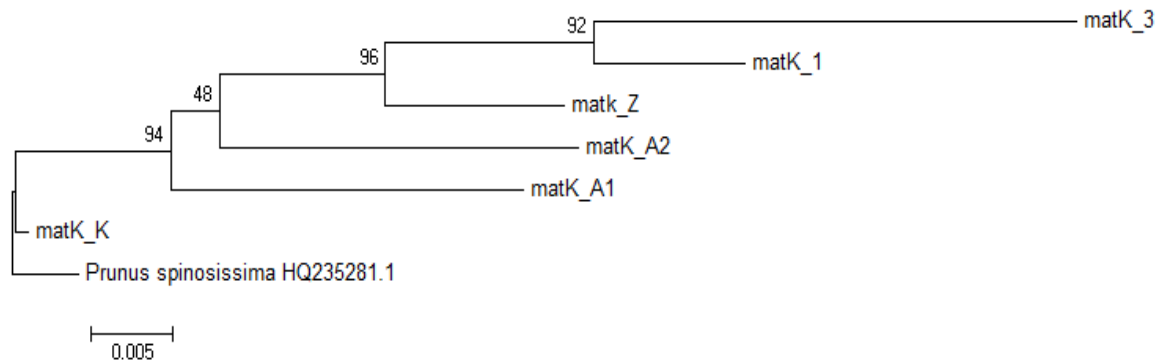 92
matK_3
matK_1
96
matk_Z
48
matK_A2
94
matK_A1
matK_K
Prunus spinosissima HQ235281.1
0.005